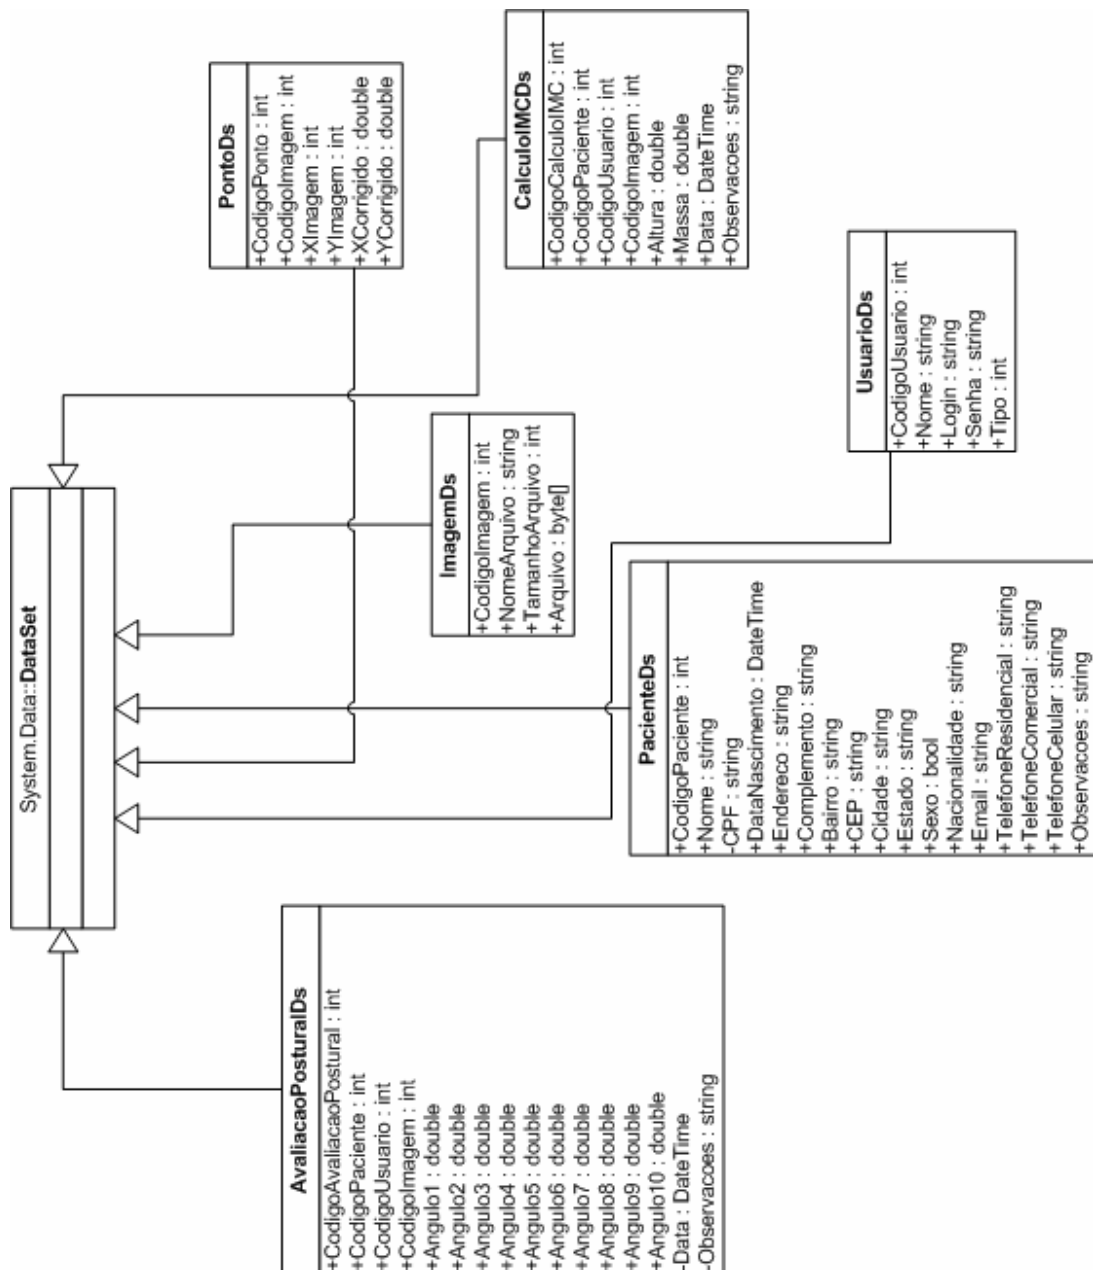 System.Data::DataSet
AvaliacaoPosturalDs
+CodigoAvaliacaoPostural : int
+CodigoPaciente : int
+CodigoUsuario : int
+CodigoImagem : int
+Angulo1 : double
+Angulo2 : double
+Angulo3 : double
+Angulo4 : double
+Angulo5 : double
+Angulo6 : double
+Angulo7 : double
+Angulo8 : double
+Angulo9 : double
+Angulo10 : double
-Data : DateTime
-Observacoes : string
PacienteDs
+CodigoPaciente : int
+Nome : string
-CPF : string
+DataNascimento : DateTime
+Endereco : string
+Complemento : string
+Bairro : string
+CEP : string
+Cidade : string
+Estado : string
+Sexo : bool
+Nacionalidade : string
+Email : string
+TelefoneResidencial : string
+TelefoneComercial : string
+TelefoneCelular : string
+Observacoes : string
ImagemDs
+CodigoImagem : int
+NomeArquivo : string
+TamanhoArquivo : int
+Arquivo : byte[]
UsuarioDs
+CodigoUsuario : int
+Nome : string
+Login : string
+Senha : string
+Tipo : int
PontoDs
+CodigoPonto : int
+CodigoImagem : int
+XImagem : int
+YImagem : int
+XCorrigido : double
+YCorrigido : double
CalculoIMCDs
+CodigoCalculoIMC : int
+CodigoPaciente : int
+CodigoUsuario : int
+CodigoImagem : int
+Altura : double
+Massa : double
+Data : DateTime
+Observacoes : string